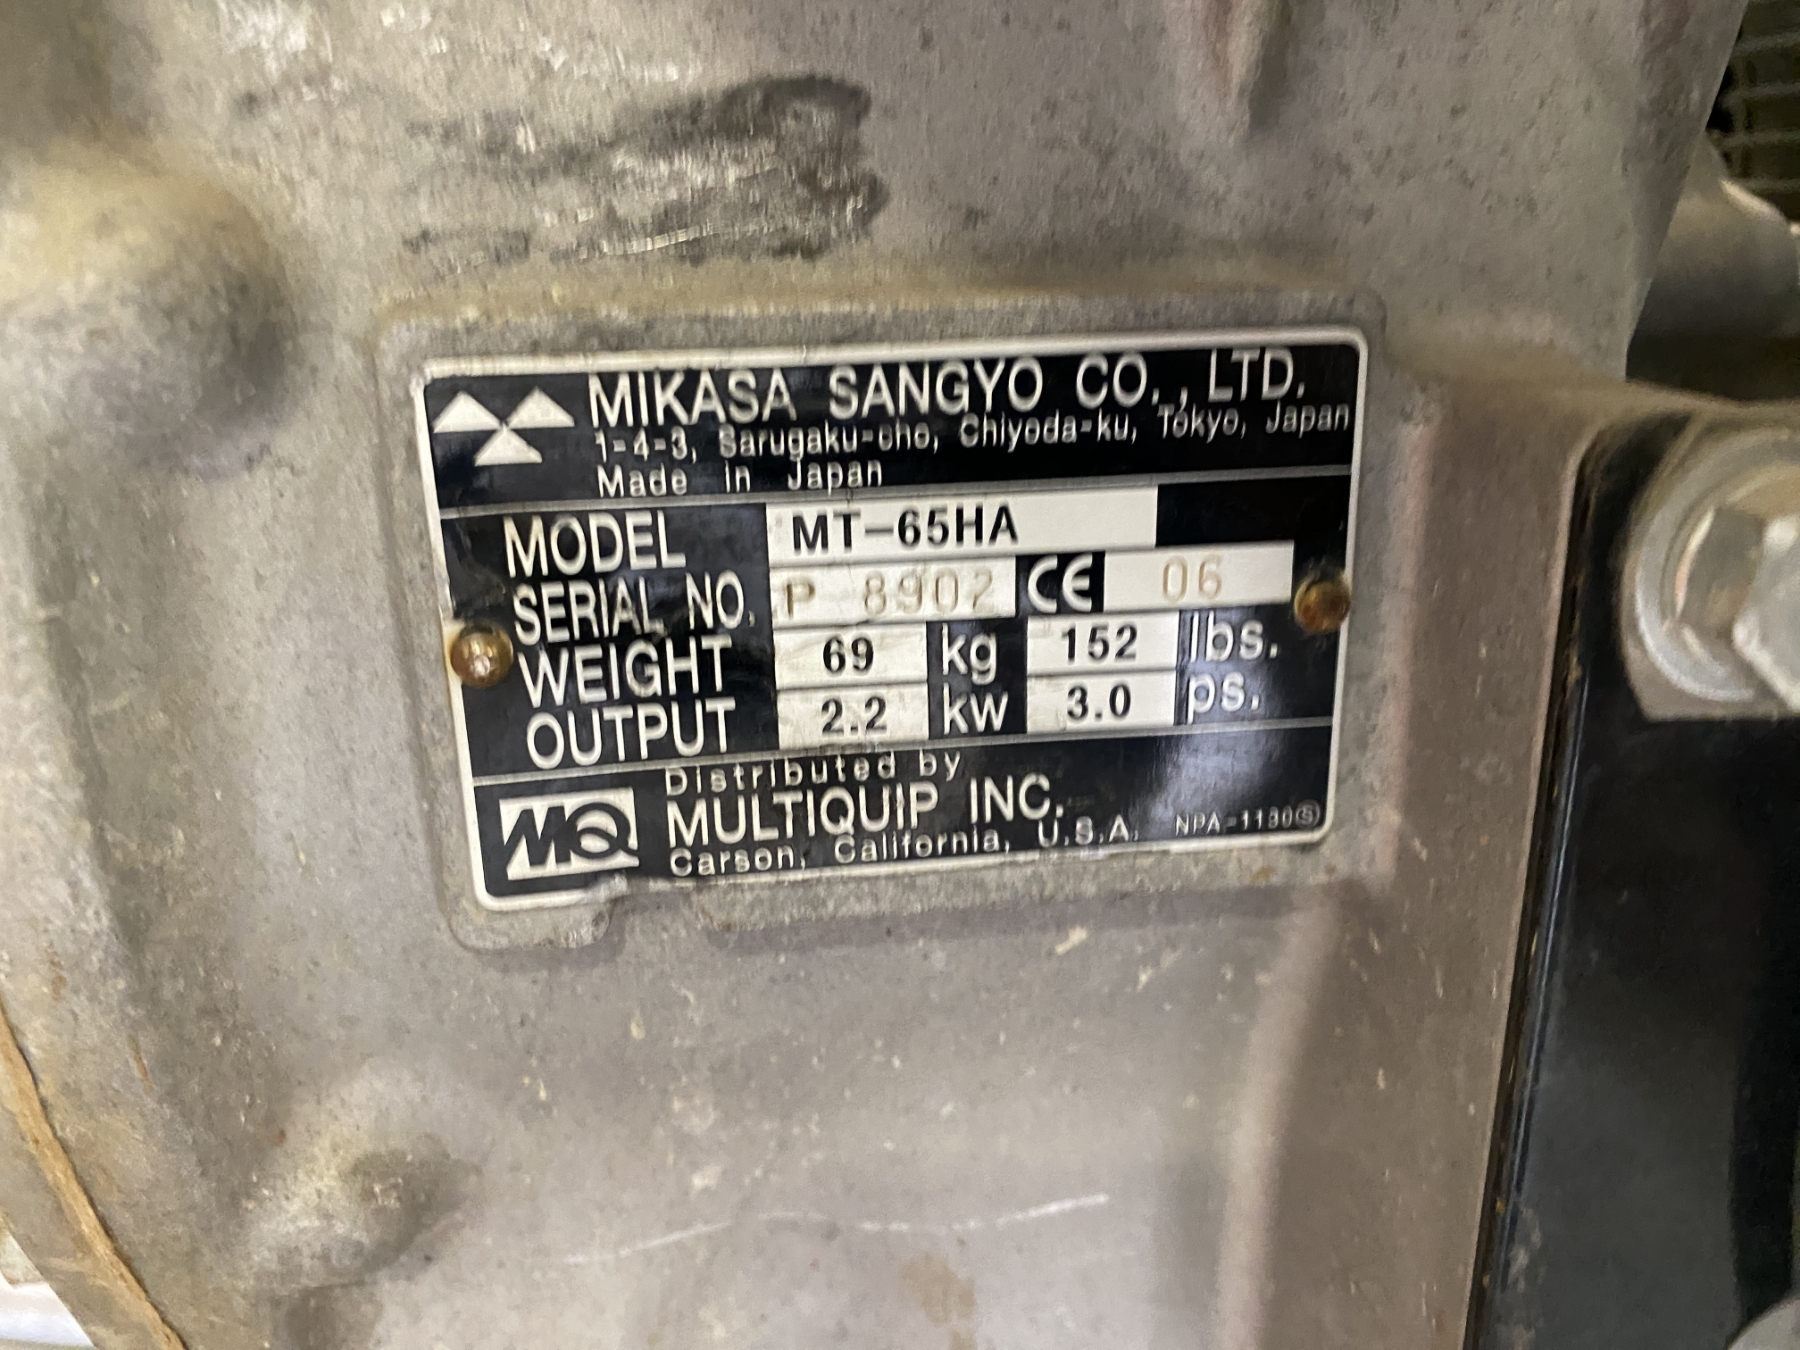 MIKASA SANGYO CO., LTD.
1-4-3, Sarugaku-cho, Chiyoda-ku, Tokyo, Japan
Made in Japan
MODEL MT-65HA
SERIAL NO. P 8902 CE 06
WEIGHT 69 kg 152 lbs.
OUTPUT 2.2 kw 3.0 ps.
Distributed by
MQ MULTIQUIP INC.
Carson, California, U.S.A. NPA-1130Ⓢ